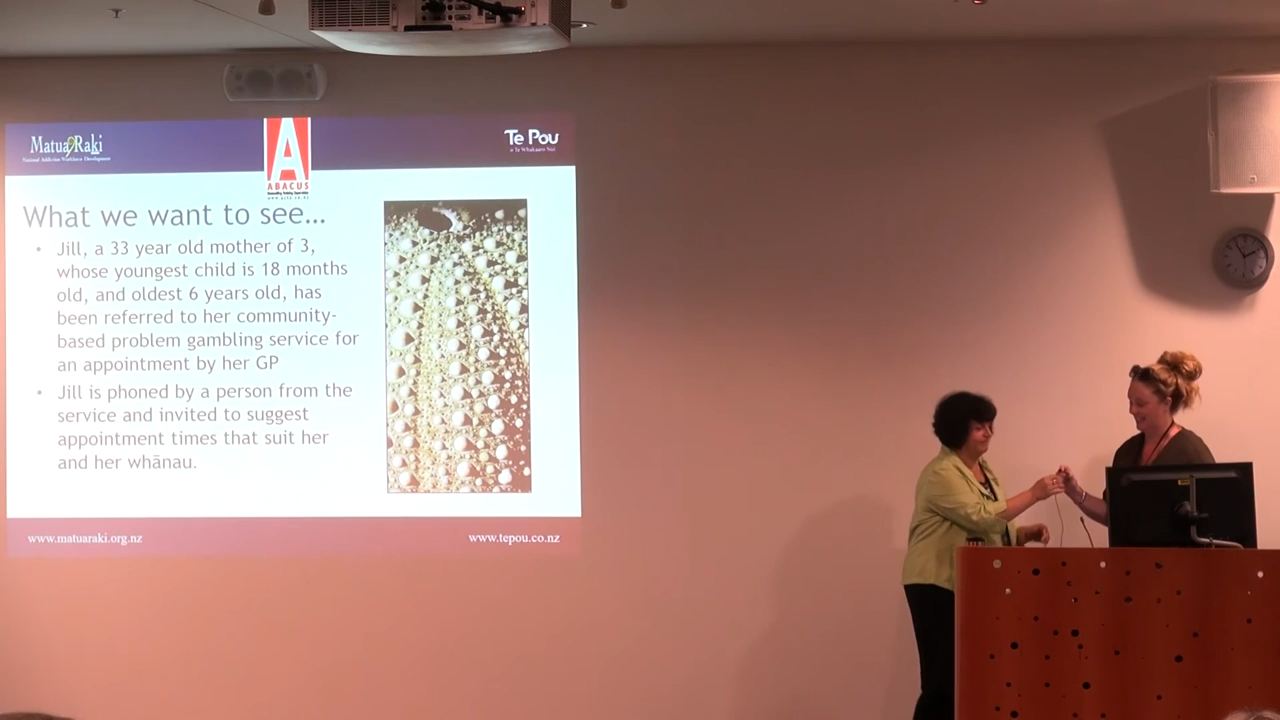 Matua Raki
National Addiction Workforce Development
A
ABACUS
Te Pou
o Te Whakaaro Nui
What we want to see…
• Jill, a 33 year old mother of 3,
whose youngest child is 18 months
old, and oldest 6 years old, has
been referred to her community-
based problem gambling service for
an appointment by her GP
• Jill is phoned by a person from the
service and invited to suggest
appointment times that suit her
and her whānau.
www.matuaraki.org.nz
www.tepou.co.nz